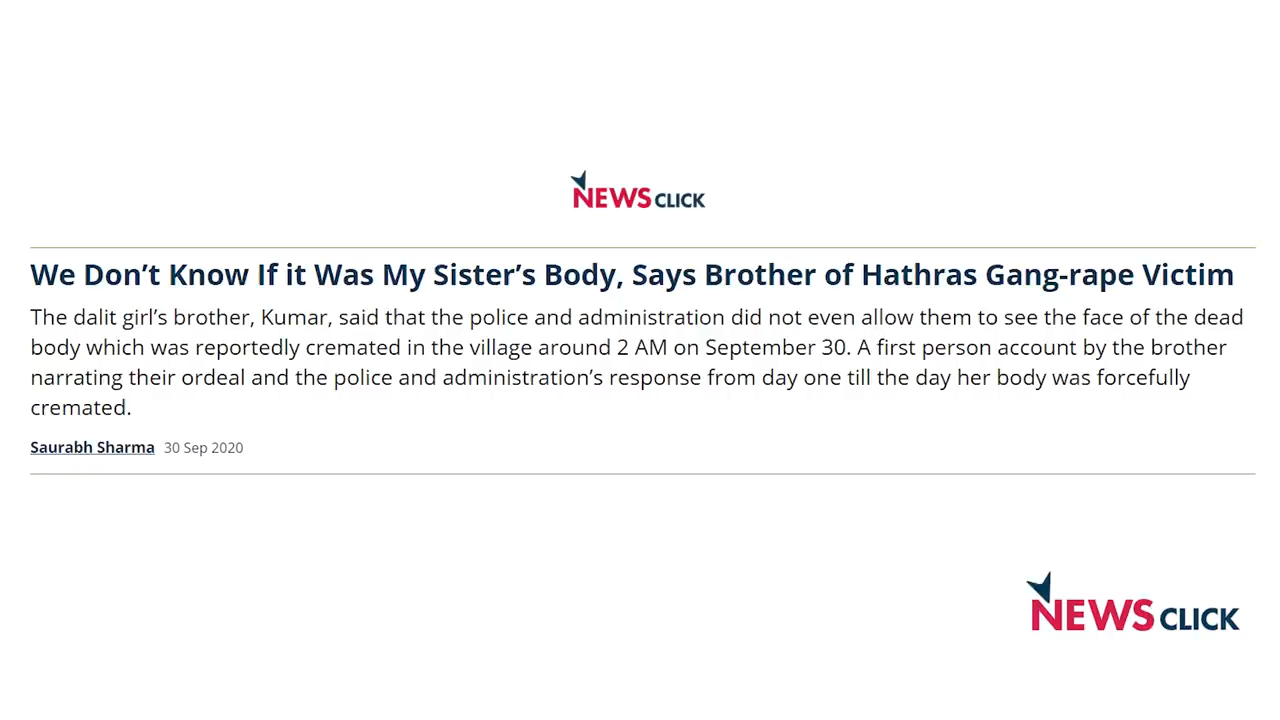 NEWSCLICK
We Don’t Know If it Was My Sister’s Body, Says Brother of Hathras Gang-rape Victim
The dalit girl’s brother, Kumar, said that the police and administration did not even allow them to see the face of the dead
body which was reportedly cremated in the village around 2 AM on September 30. A first person account by the brother
narrating their ordeal and the police and administration’s response from day one till the day her body was forcefully
cremated.
Saurabh Sharma 30 Sep 2020
NEWSCLICK